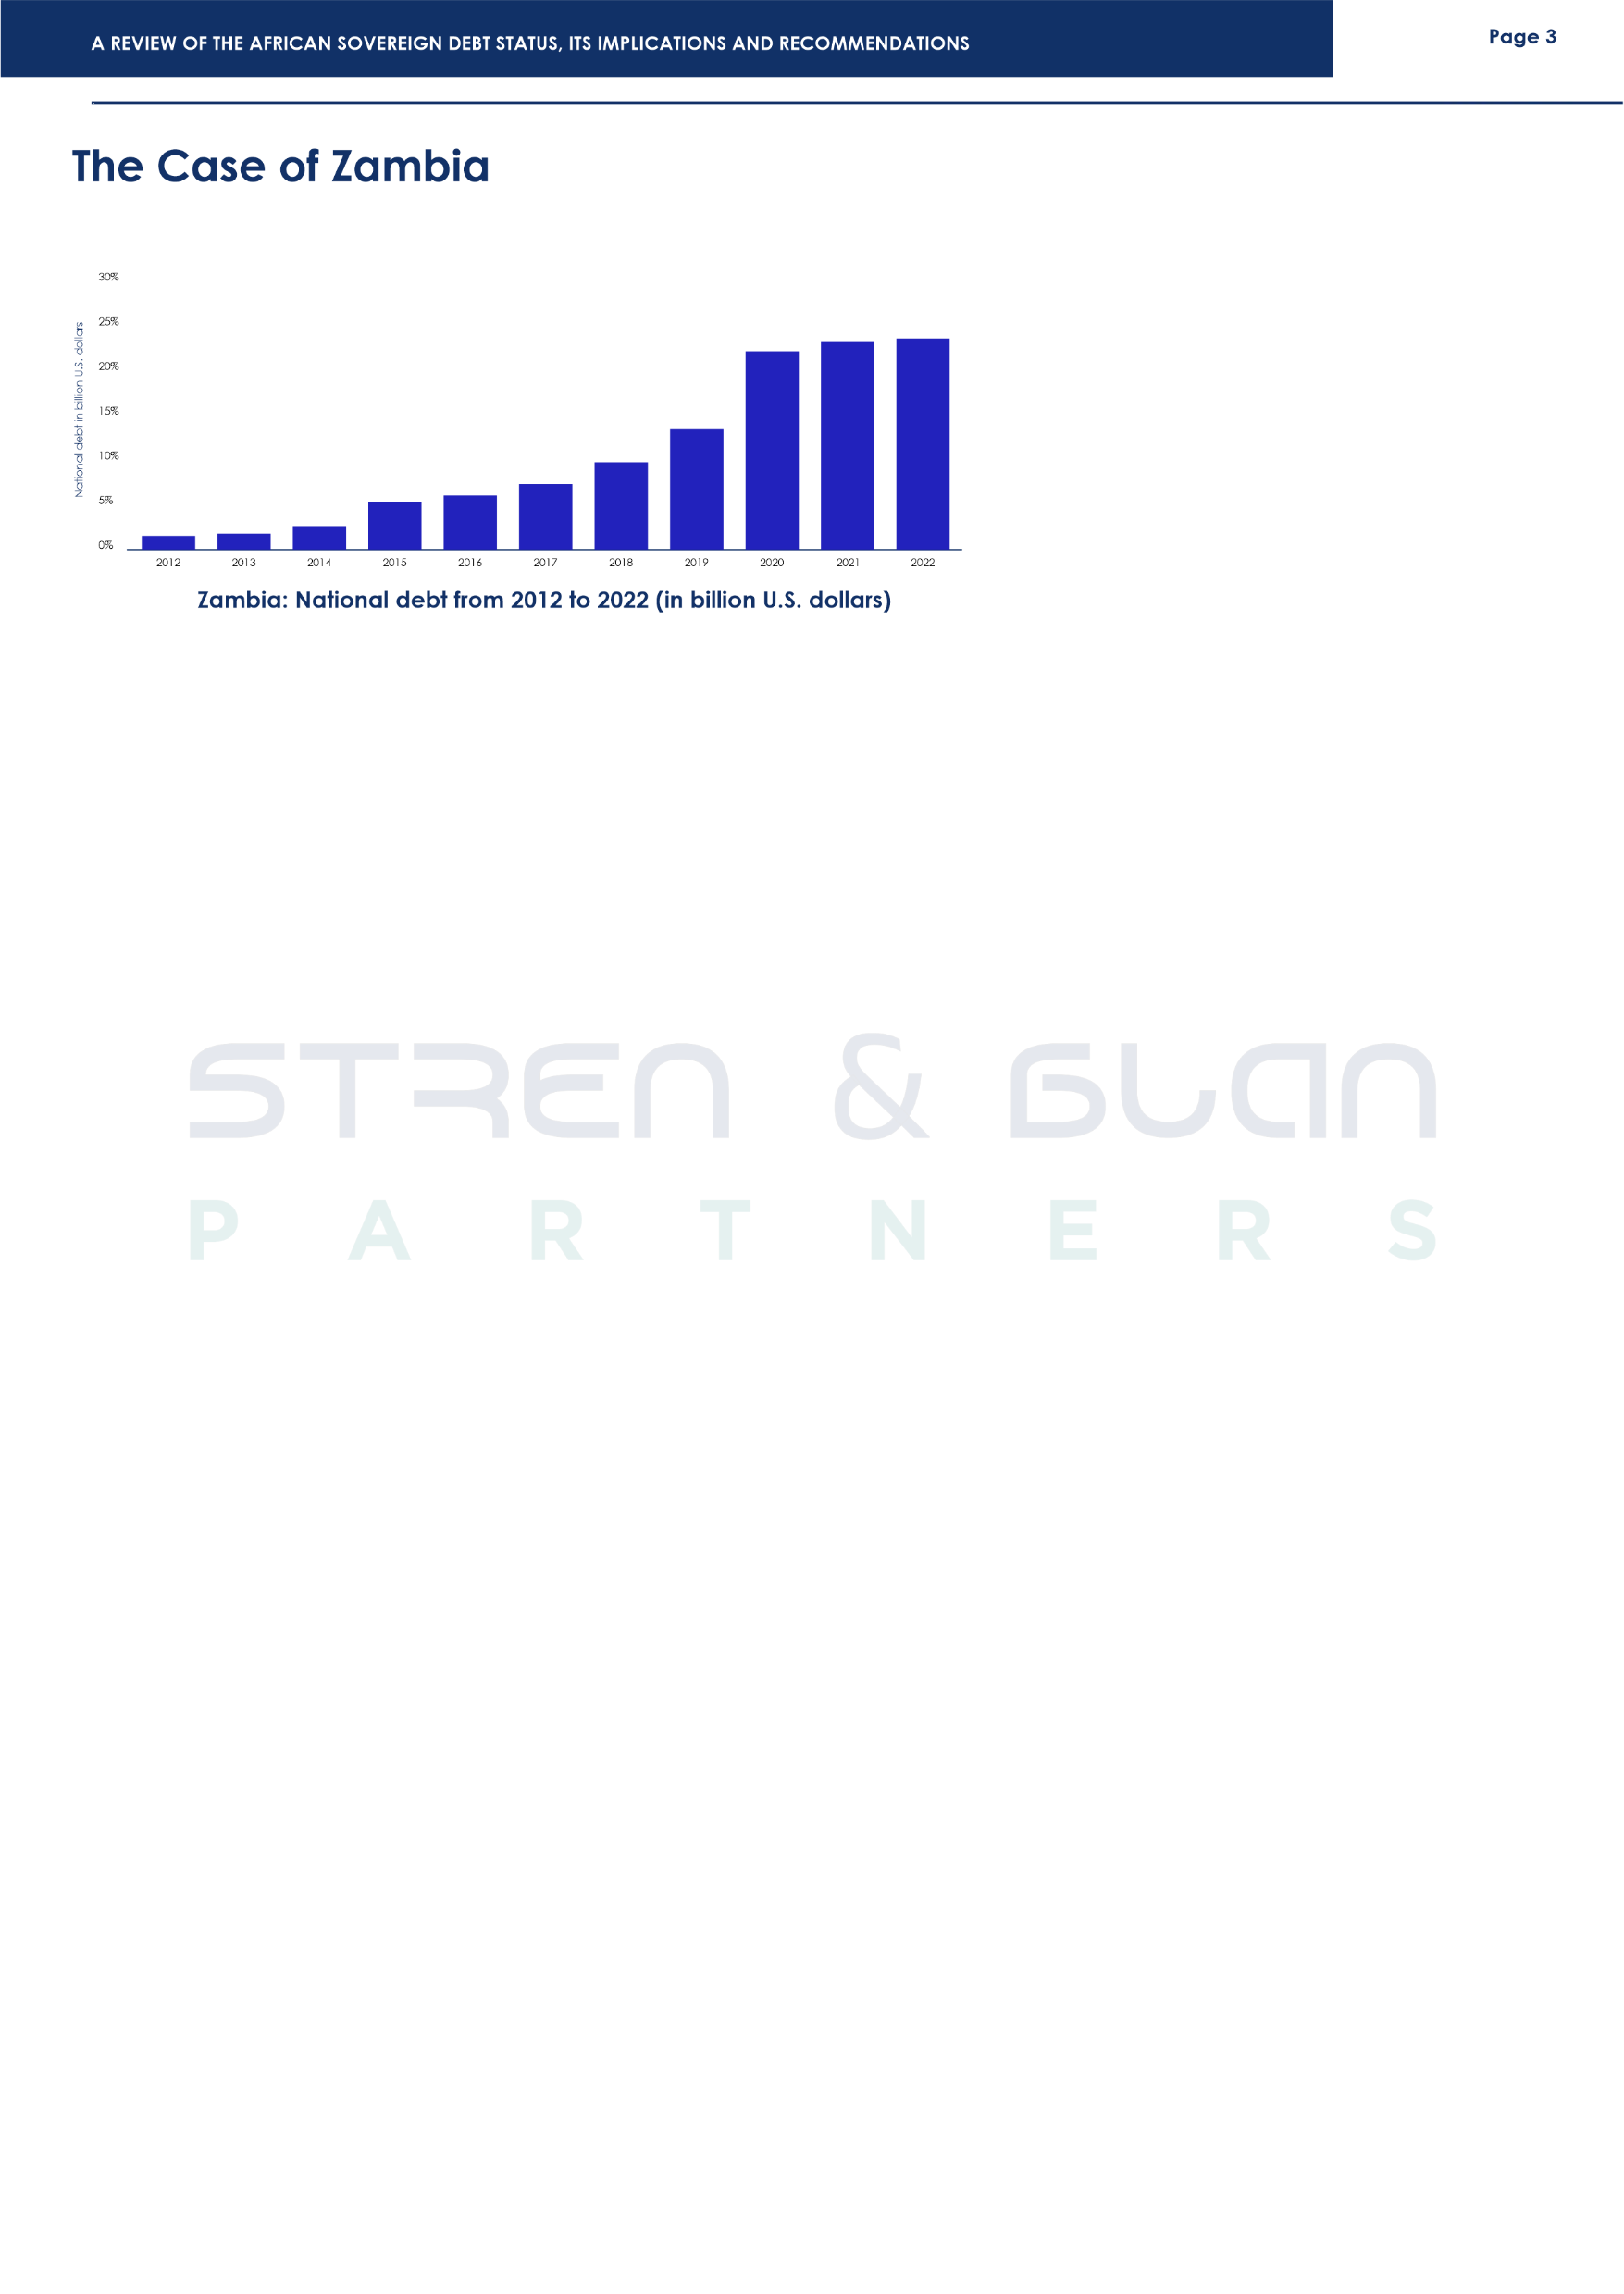 A REVIEW OF THE AFRICAN SOVEREIGN DEBT STATUS, ITS IMPLICATIONS AND RECOMMENDATIONS
Page 3
The Case of Zambia
National debt in billion U.S. dollars
30%
25%
20%
15%
10%
5%
0%
2012 2013 2014 2015 2016 2017 2018 2019 2020 2021 2022
Zambia: National debt from 2012 to 2022 (in billion U.S. dollars)
STREN & BLAN
PARTNERS